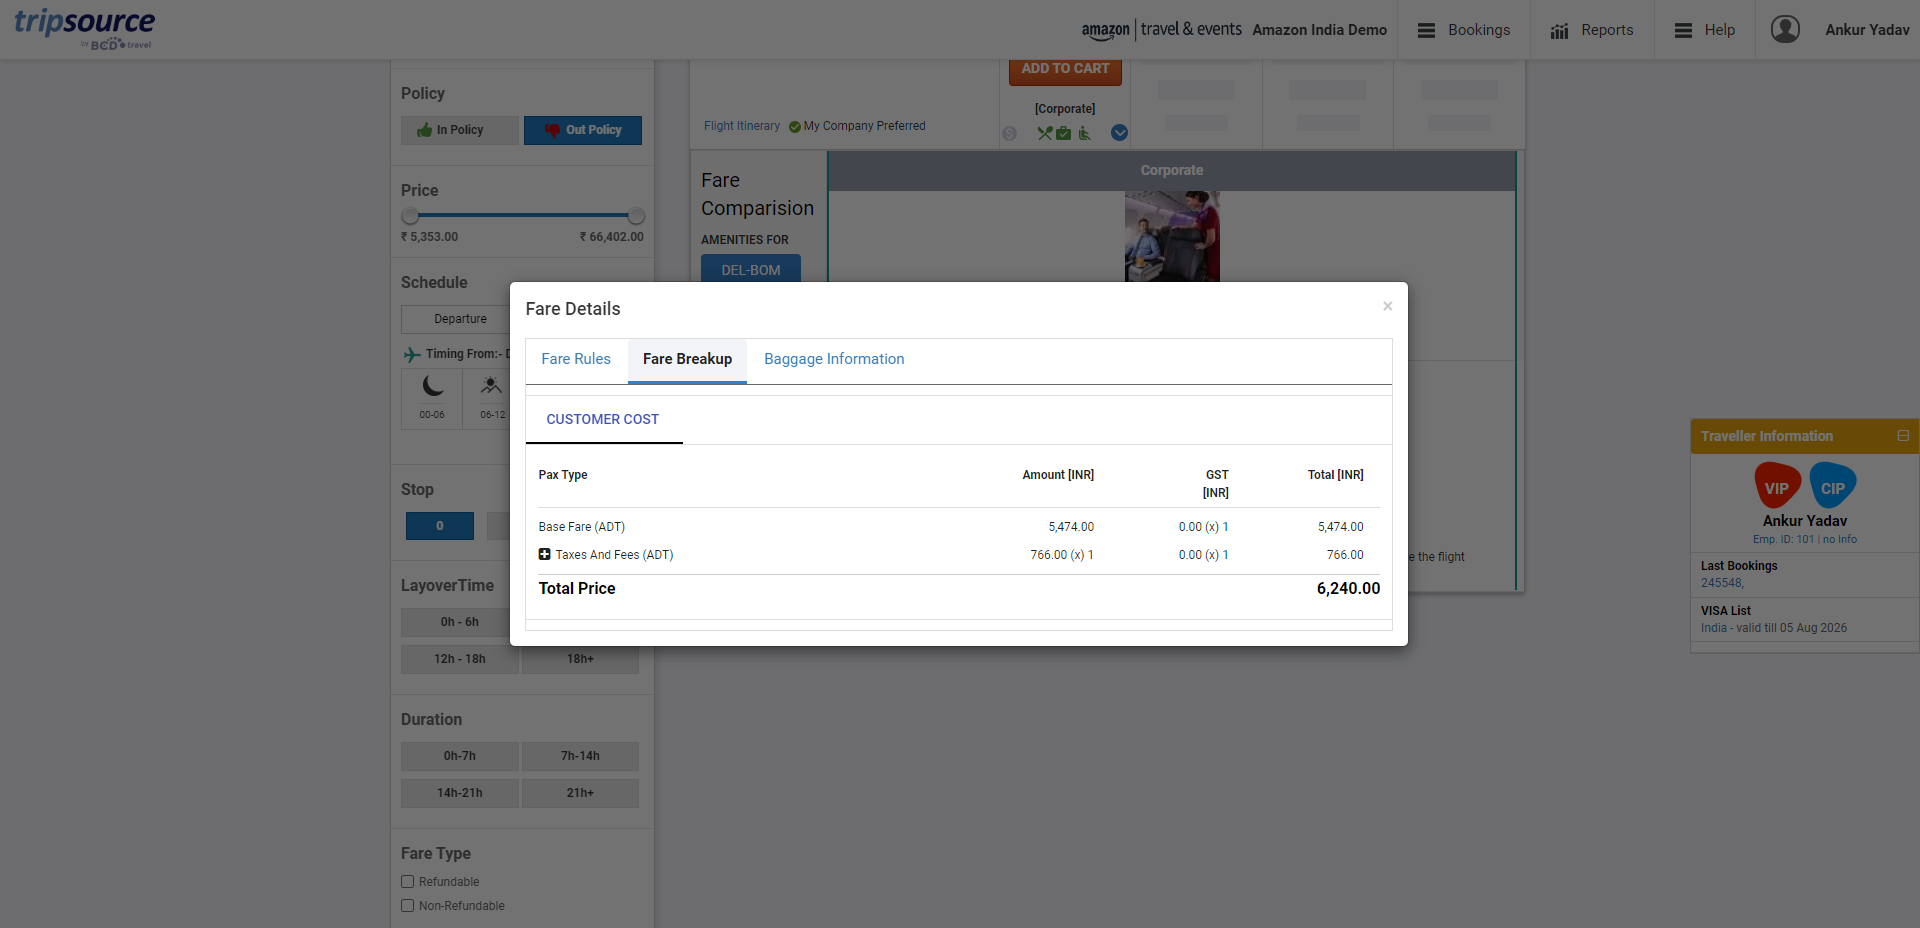 tripsource
by BCD travel
amazon | travel & events
Amazon India Demo
Bookings
Reports
Help
Ankur Yadav
Policy
In Policy
Out Policy
Price
₹ 5,353.00
₹ 66,402.00
Schedule
Departure
Timing From:- D
00-06
06-12
Stop
0
LayoverTime
0h - 6h
12h - 18h
18h+
Duration
0h-7h
7h-14h
14h-21h
21h+
Fare Type
Refundable
Non-Refundable
ADD TO CART
[Corporate]
Flight Itinerary
My Company Preferred
Fare
Comparision
AMENITIES FOR
DEL-BOM
Corporate
e the flight
Fare Details
×
Fare Rules
Fare Breakup
Baggage Information
CUSTOMER COST
Pax Type Amount [INR] GST [INR] Total [INR]
Base Fare (ADT) 5,474.00 0.00 (x) 1 5,474.00
Taxes And Fees (ADT) 766.00 (x) 1 0.00 (x) 1 766.00
Total Price 6,240.00
Traveller Information
VIP
CIP
Ankur Yadav
Emp. ID: 101 | no Info
Last Bookings
245548,
VISA List
India - valid till 05 Aug 2026